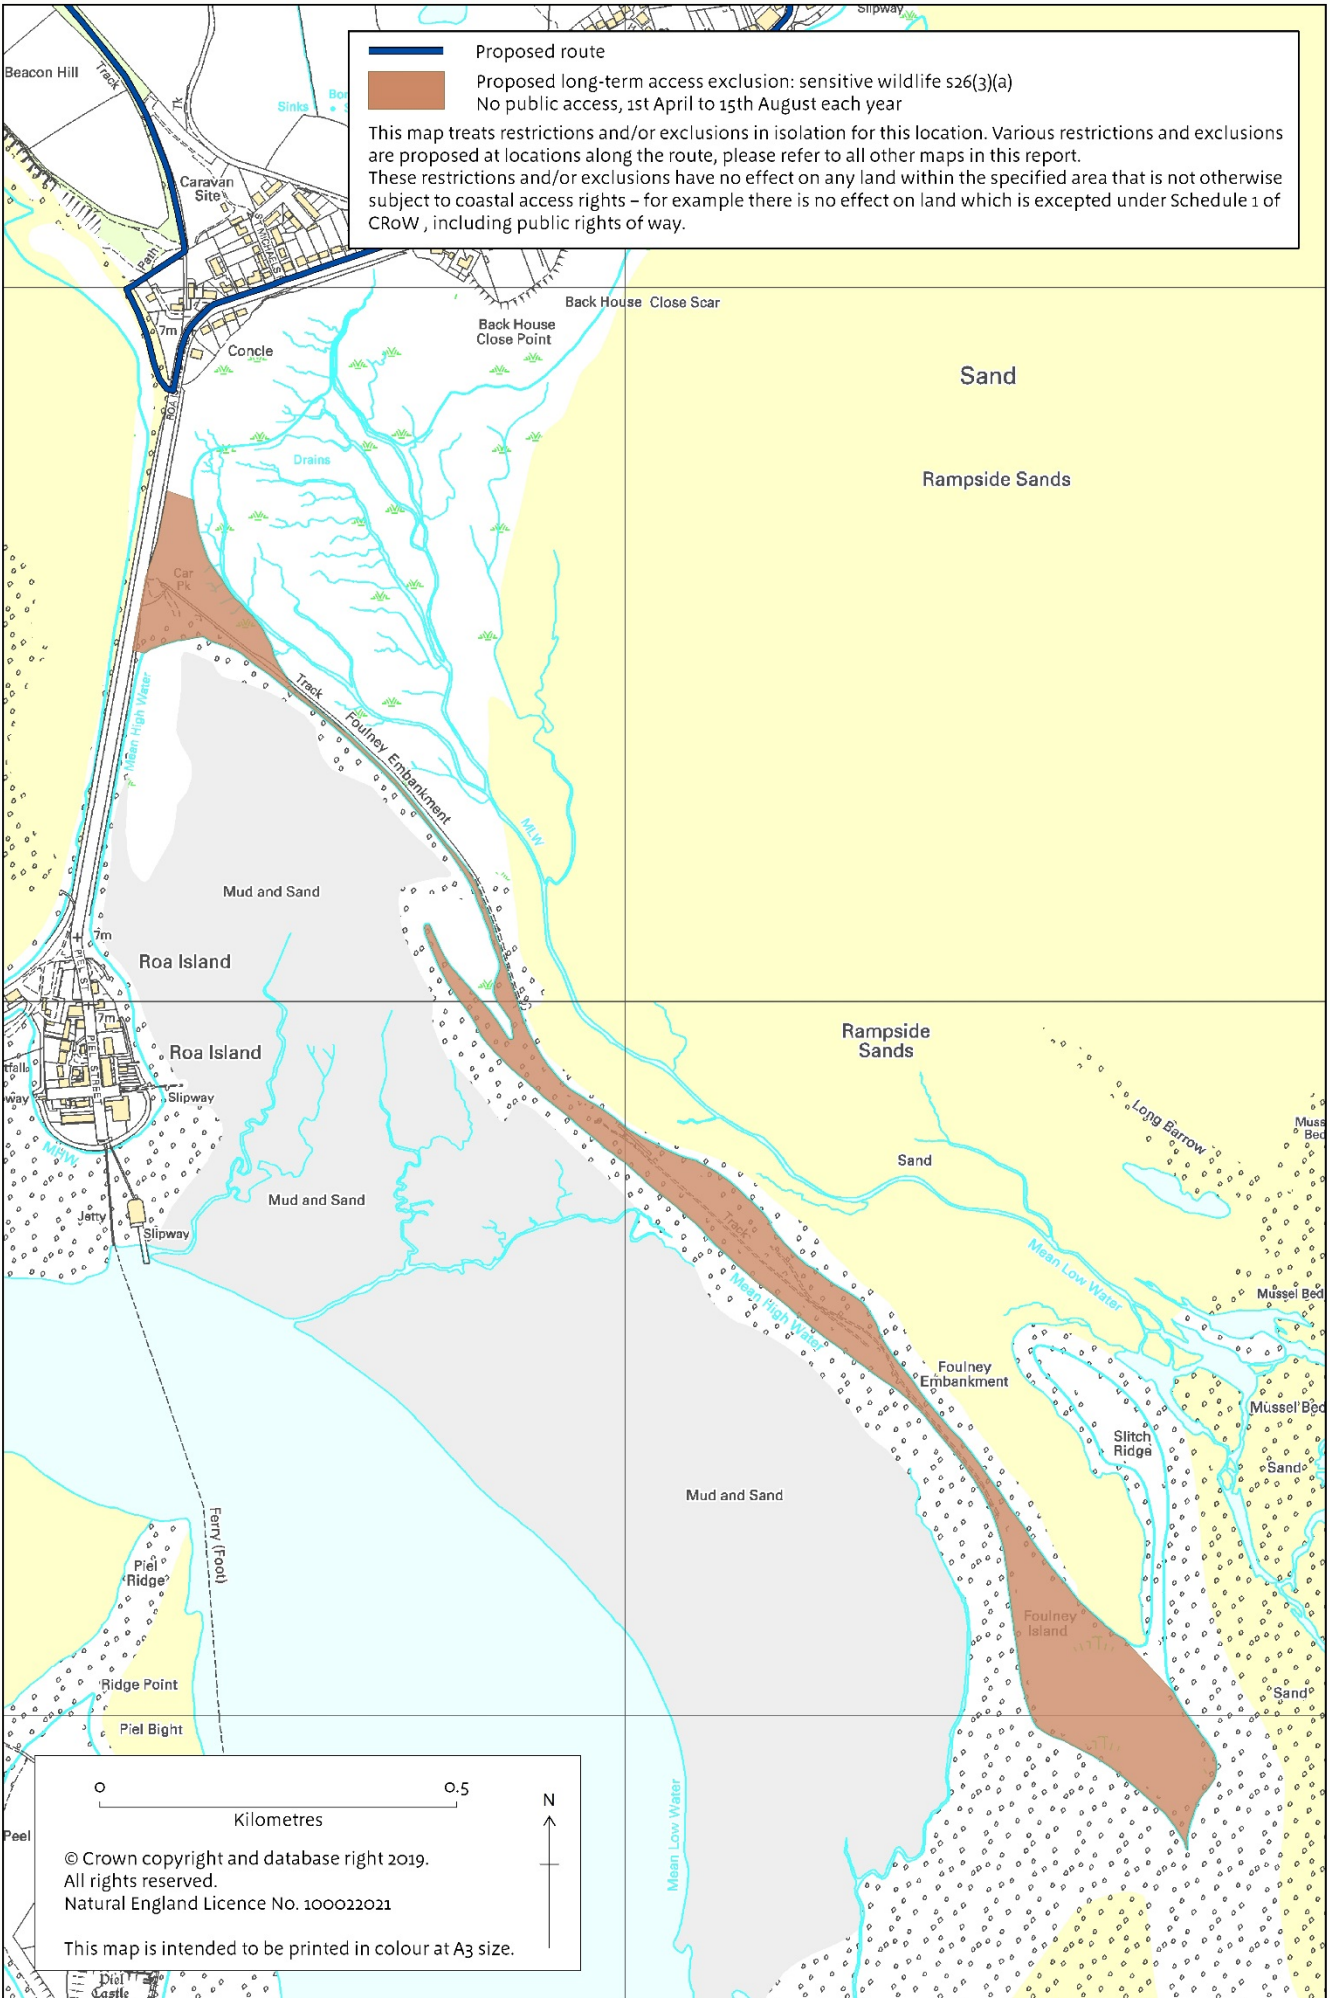 Slipway
Proposed route
Proposed long-term access exclusion: sensitive wildlife s26(3)(a)
No public access, 1st April to 15th August each year
This map treats restrictions and/or exclusions in isolation for this location. Various restrictions and exclusions
are proposed at locations along the route, please refer to all other maps in this report.
These restrictions and/or exclusions have no effect on any land within the specified area that is not otherwise
subject to coastal access rights – for example there is no effect on land which is excepted under Schedule 1 of
CRoW , including public rights of way.
Beacon Hill
Track
Tk
Sinks
Caravan
Site
Path
7m
Concle
Back House Close Scar
Back House
Close Point
Sand
Drains
Rampside Sands
Car
Pk
Track
Foulney Embankment
Mean High Water
MLW
Mud and Sand
7m
Roa Island
PIEL ST
7m
Roa Island
PIEL STREET
Slipway
MHW
Rampside
Sands
Long Barrow
Sand
Mud and Sand
Jetty
Slipway
Track
Mean High Water
Mean Low Water
Mussel Bed
Foulney
Embankment
Mussel Bed
Slitch
Ridge
Sand
Mud and Sand
Ferry (Foot)
Piel
Ridge
Foulney
Island
Ridge Point
Sand
Piel Bight
Mean Low Water
Peel
0 0.5
Kilometres
N
© Crown copyright and database right 2019.
All rights reserved.
Natural England Licence No. 100022021
This map is intended to be printed in colour at A3 size.
Piel
Castle